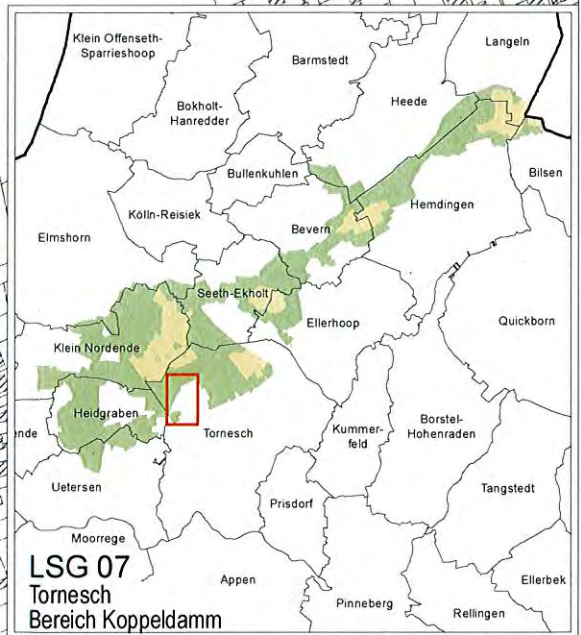 Klein Offenseth-
Sparrieshoop
Langeln
Barmstedt
Heede
Bokholt-
Hanredder
Bullenkuhlen
Bilsen
Hemdingen
Kölln-Reisiek
Bevern
Elmshorn
Seeth-Ekholt
Ellerhoop
Quickborn
Klein Nordende
Heidgraben
ende
Tornesch
Kummer-
feld
Borstel-
Hohenraden
Uetersen
Prisdorf
Tangstedt
Moorrege
LSG 07
Tornesch
Bereich Koppeldamm
Appen
Pinneberg
Rellingen
Ellerbek